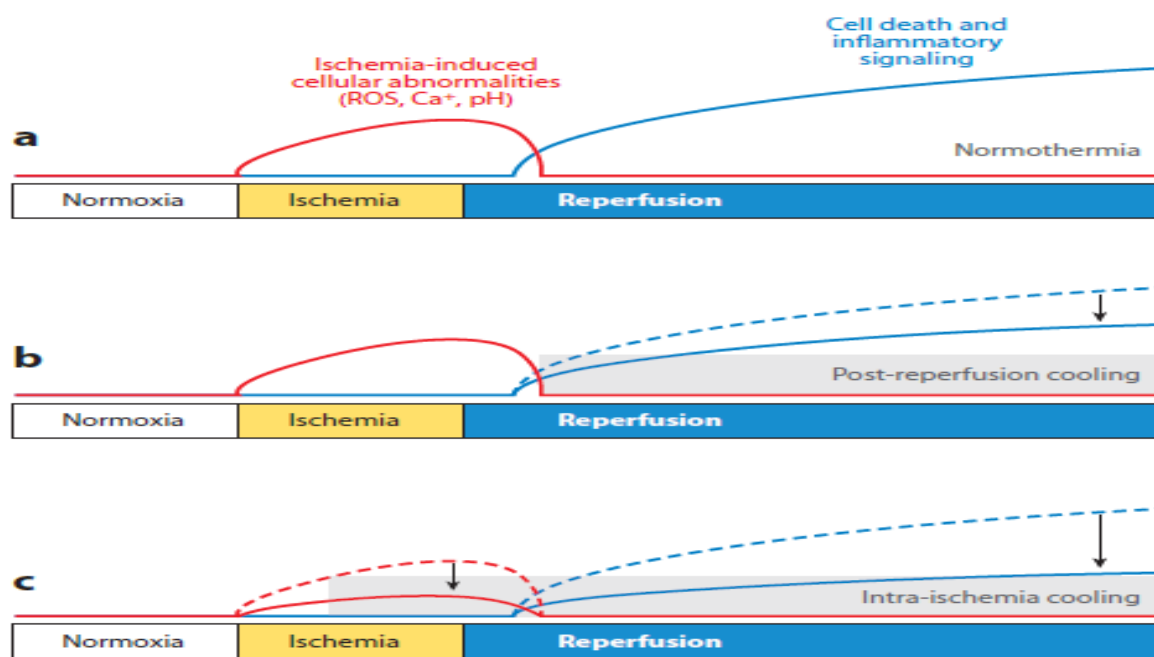 Cell death and
inflammatory
signaling
Ischemia-induced
cellular abnormalities
(ROS, Ca⁺, pH)
a
Normothermia
Normoxia Ischemia Reperfusion
b
Post-reperfusion cooling
Normoxia Ischemia Reperfusion
c
Intra-ischemia cooling
Normoxia Ischemia Reperfusion